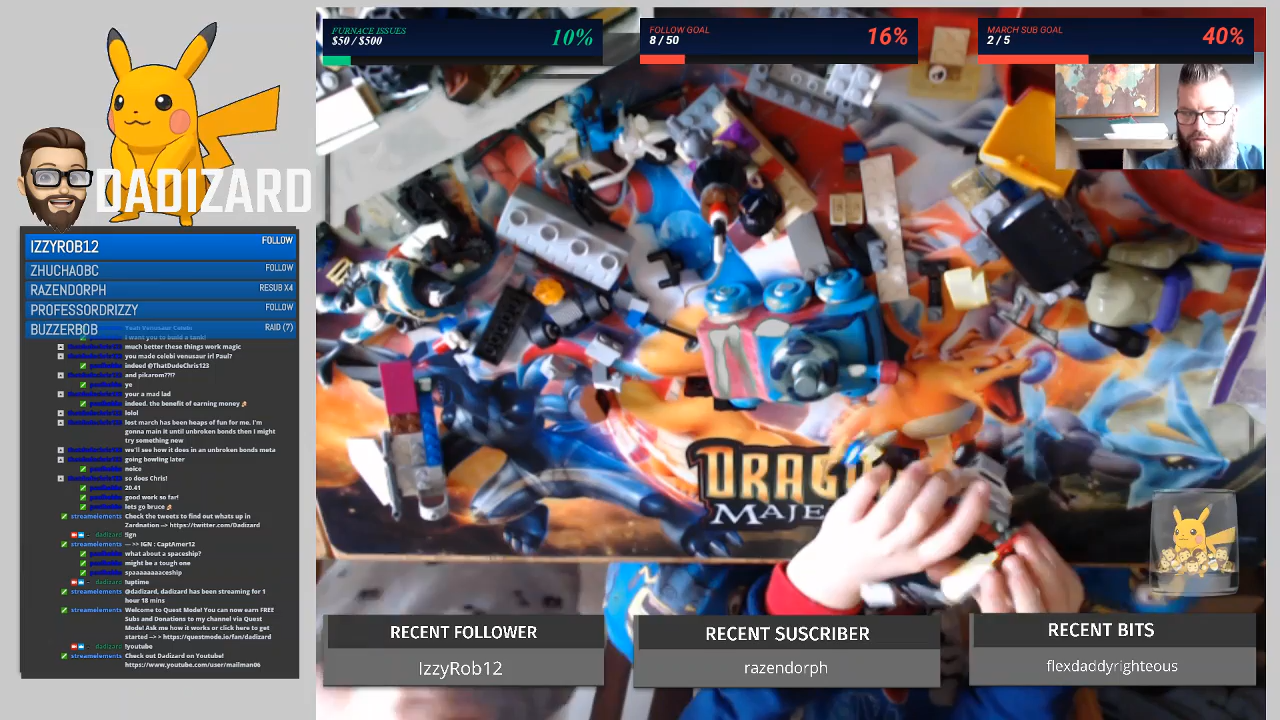 FURNACE ISSUES
$50 / $500
10%
FOLLOW GOAL
8 / 50
16%
MARCH SUB GOAL
2 / 5
40%
DADIZARD
IZZYROB12 FOLLOW
ZHUCHAOBC FOLLOW
RAZENDORPH RESUB X4
PROFESSORDRIZZY FOLLOW
BUZZERBOB RAID (7)
i want you to build a tank!
much better these things work magic
you made celebi venusaur irl Paul?
indeed @ThatDudeChris123
and pikarom?!?
ye
your a mad lad
indeed. the benefit of earning money
lolol
lost march has been heaps of fun for me. I'm
gonna main it until unbroken bonds then I might
try something new
we'll see how it does in an unbroken bonds meta
going bowling later
noice
so does Chris!
20.41
good work so far!
lets go bruce
streamelements Check the tweets to find out whats up in
Zardnation --> https://twitter.com/Dadizard
dadizard !ign
streamelements --->> IGN : CaptAmer12
what about a spaceship?
might be a tough one
spaaaaaaaceship
dadizard !uptime
streamelements @dadizard, dadizard has been streaming for 1
hour 18 mins
streamelements Welcome to Quest Mode! You can now earn FREE
Subs and Donations to my channel via Quest
Mode! Ask me how it works or click here to get
started --> https://questmode.io/fan/dadizard
dadizard !youtube
streamelements Check out Dadizard on Youtube!
https://www.youtube.com/user/mailman06
DRAGO
MAJE
RECENT FOLLOWER
IzzyRob12
RECENT SUSCRIBER
razendorph
RECENT BITS
flexdaddyrighteous